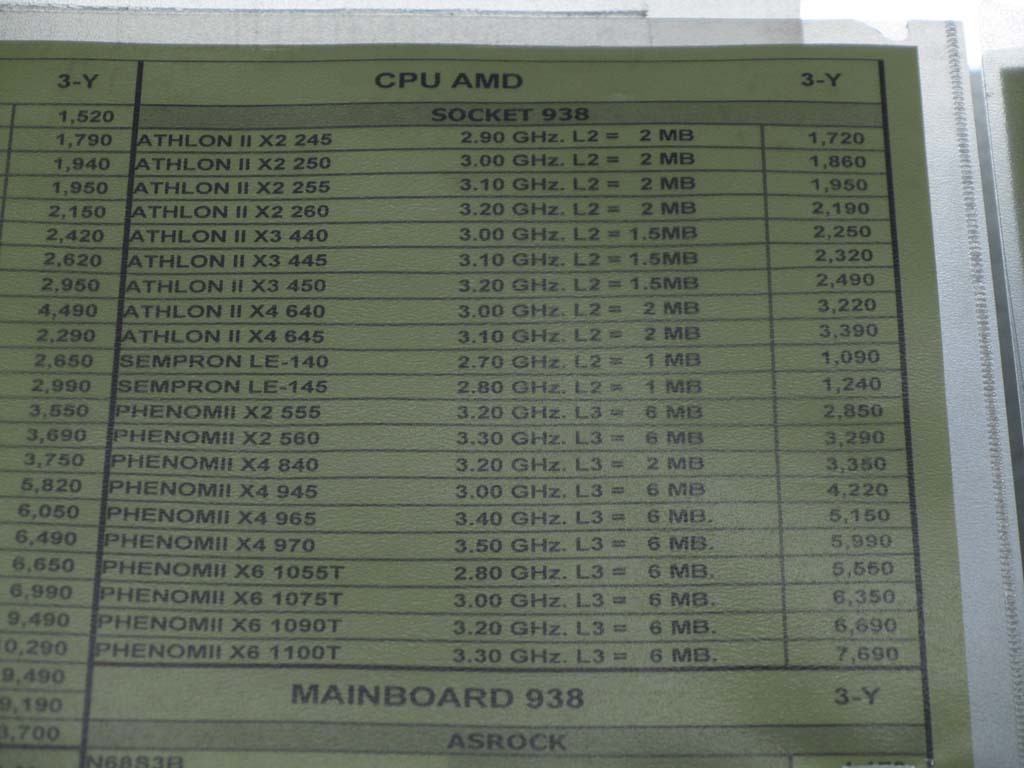 3-Y CPU AMD 3-Y
1,520 SOCKET 938
1,790 ATHLON II X2 245 2.90 GHz. L2 = 2 MB 1,720
1,940 ATHLON II X2 250 3.00 GHz. L2 = 2 MB 1,860
1,950 ATHLON II X2 255 3.10 GHz. L2 = 2 MB 1,950
2,150 ATHLON II X2 260 3.20 GHz. L2 = 2 MB 2,190
2,420 ATHLON II X3 440 3.00 GHz. L2 = 1.5MB 2,250
2,620 ATHLON II X3 445 3.10 GHz. L2 = 1.5MB 2,320
2,950 ATHLON II X3 450 3.20 GHz. L2 = 1.5MB 2,490
4,490 ATHLON II X4 640 3.00 GHz. L2 = 2 MB 3,220
2,290 ATHLON II X4 645 3.10 GHz. L2 = 2 MB 3,390
2,650 SEMPRON LE-140 2.70 GHz. L2 = 1 MB 1,090
2,990 SEMPRON LE-145 2.80 GHz. L2 = 1 MB 1,240
3,550 PHENOMII X2 555 3.20 GHz. L3 = 6 MB 2,850
3,690 PHENOMII X2 560 3.30 GHz. L3 = 6 MB 3,290
3,750 PHENOMII X4 840 3.20 GHz. L3 = 2 MB 3,350
5,820 PHENOMII X4 945 3.00 GHz. L3 = 6 MB 4,220
6,050 PHENOMII X4 965 3.40 GHz. L3 = 6 MB. 5,150
6,490 PHENOMII X4 970 3.50 GHz. L3 = 6 MB. 5,990
6,650 PHENOMII X6 1055T 2.80 GHz. L3 = 6 MB. 5,550
6,990 PHENOMII X6 1075T 3.00 GHz. L3 = 6 MB. 6,350
9,490 PHENOMII X6 1090T 3.20 GHz. L3 = 6 MB. 6,690
0,290 PHENOMII X6 1100T 3.30 GHz. L3 = 6 MB. 7,690
9,490 MAINBOARD 938 3-Y
9,190
3,700 ASROCK
N68S3B